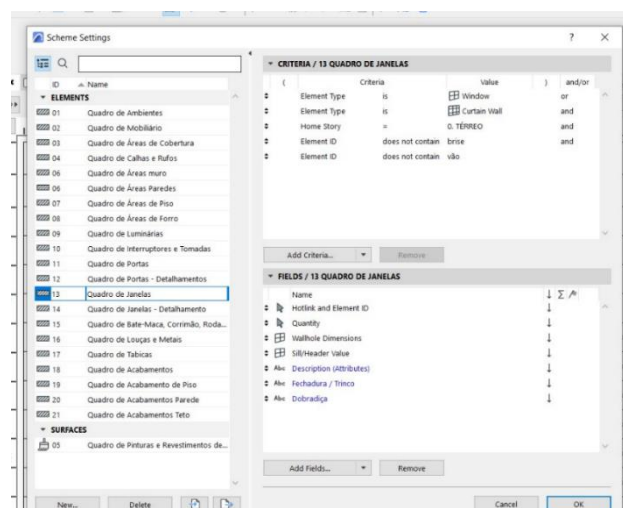 Scheme Settings
? ×
ID Name
ELEMENTS
01 Quadro de Ambientes
02 Quadro de Mobiliário
03 Quadro de Áreas de Cobertura
04 Quadro de Calhas e Rufos
06 Quadro de Áreas muro
06 Quadro de Áreas Paredes
07 Quadro de Áreas de Piso
08 Quadro de Áreas de Forro
09 Quadro de Luminárias
10 Quadro de Interruptores e Tomadas
11 Quadro de Portas
12 Quadro de Portas - Detalhamentos
13 Quadro de Janelas
14 Quadro de Janelas - Detalhamento
15 Quadro de Bate-Maca, Corrimão, Roda...
16 Quadro de Louças e Metais
17 Quadro de Tabicas
18 Quadro de Acabamentos
19 Quadro de Acabamento de Piso
20 Quadro de Acabamentos Parede
21 Quadro de Acabamentos Teto
SURFACES
05 Quadro de Pinturas e Revestimentos de...
New... Delete
CRITERIA / 13 QUADRO DE JANELAS
( Criteria Value ) and/or
Element Type is Window or
Element Type is Curtain Wall and
Home Story = 0. TÉRREO and
Element ID does not contain brise and
Element ID does not contain vão
Add Criteria... Remove
FIELDS / 13 QUADRO DE JANELAS
Name ↓ Σ
Hotlink and Element ID ↓
Quantity ↓
Wallhole Dimensions ↓
Sill/Header Value ↓
Abc Description (Attributes) ↓
Abc Fechadura / Trinco ↓
Abc Dobradiça ↓
Add Fields... Remove
Cancel OK